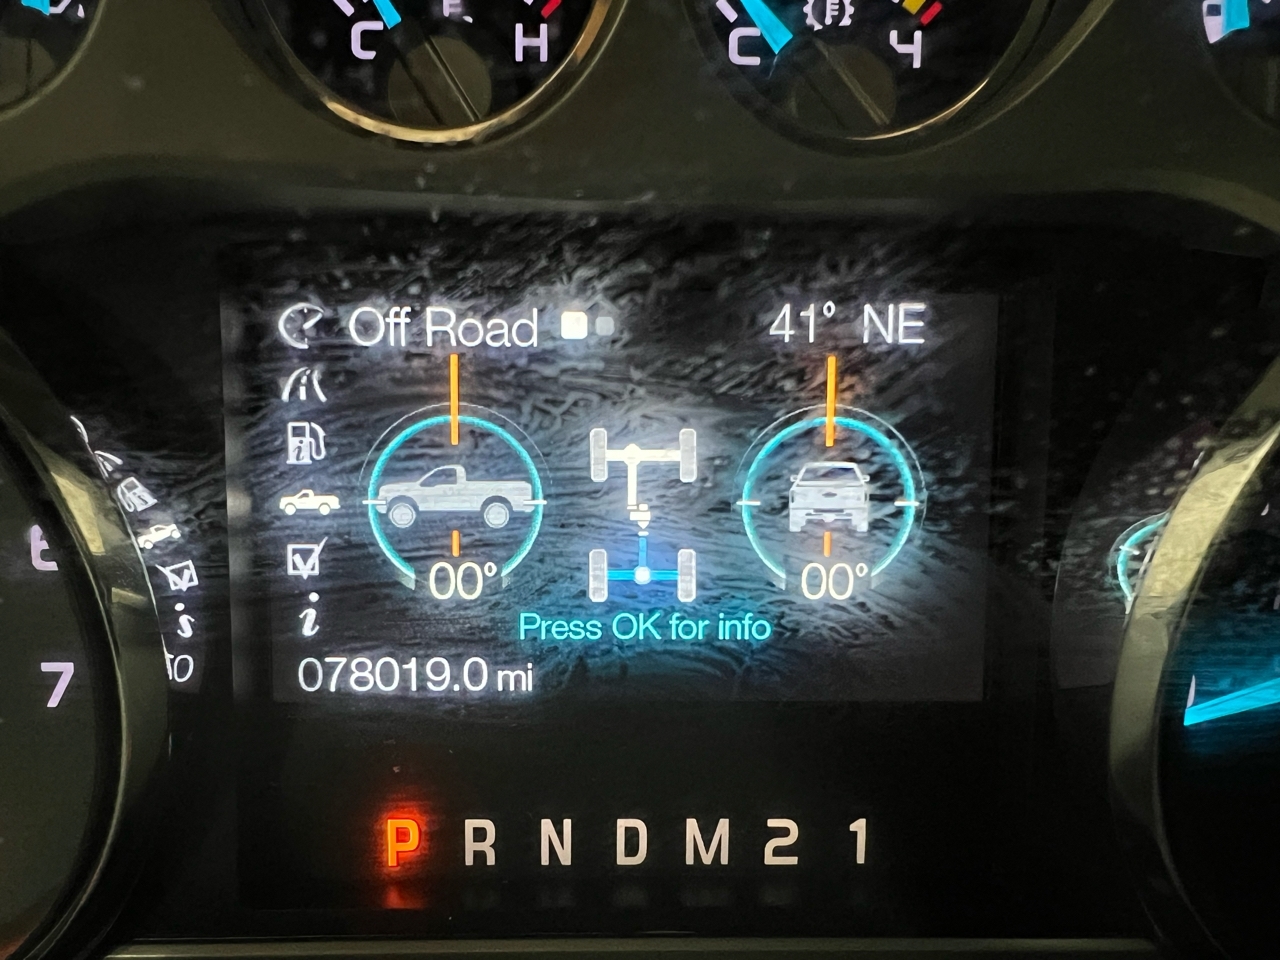 C H
C 4
Off Road 41° NE
00° 00°
Press OK for info
078019.0 mi
7
P R N D M 2 1